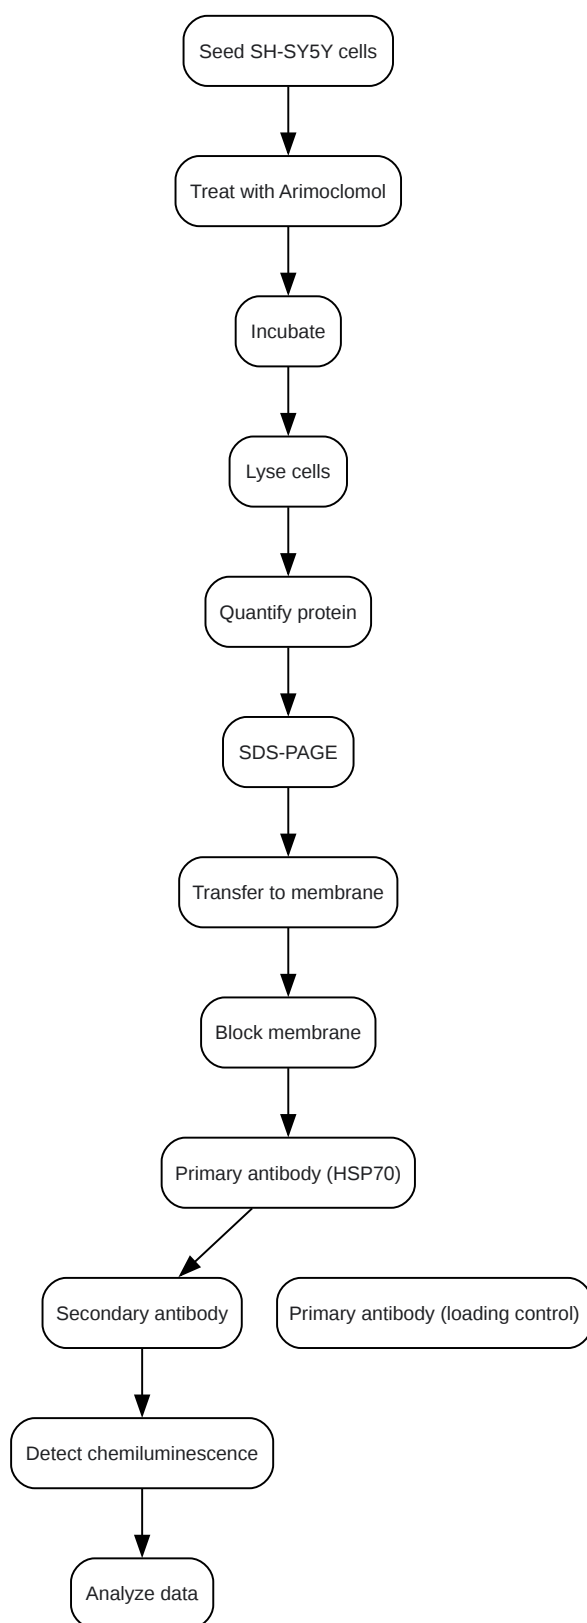 Seed SH-SY5Y cells
Treat with Arimoclomol
Incubate
Lyse cells
Quantify protein
SDS-PAGE
Transfer to membrane
Block membrane
Primary antibody (HSP70)
Secondary antibody
Primary antibody (loading control)
Detect chemiluminescence
Analyze data